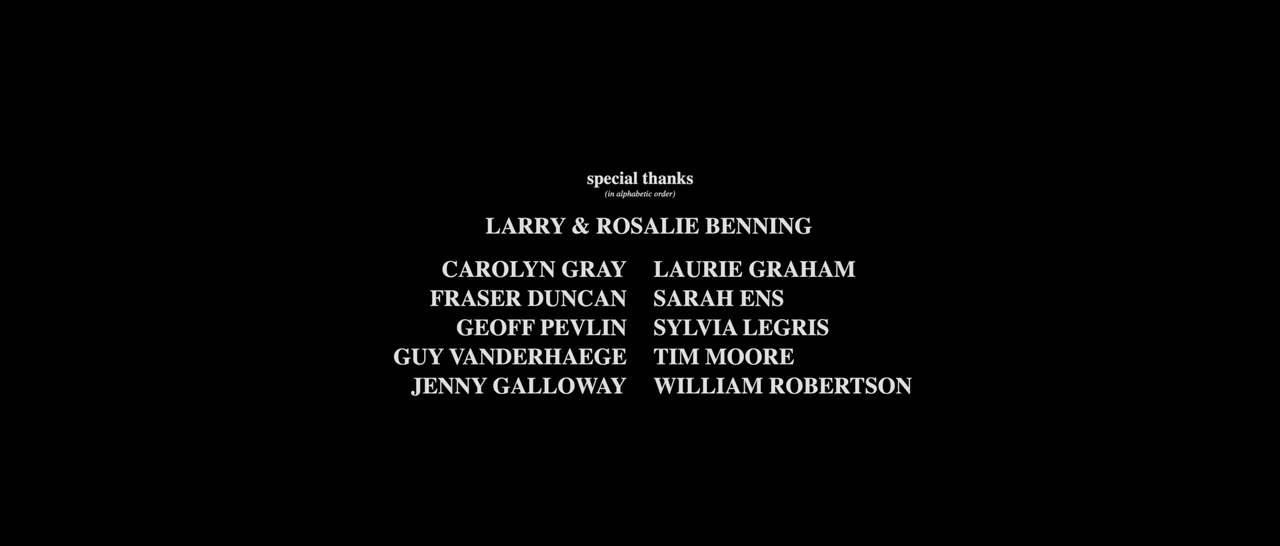 special thanks
(in alphabetic order)
LARRY & ROSALIE BENNING
CAROLYN GRAY LAURIE GRAHAM
FRASER DUNCAN SARAH ENS
GEOFF PEVLIN SYLVIA LEGRIS
GUY VANDERHAEGE TIM MOORE
JENNY GALLOWAY WILLIAM ROBERTSON